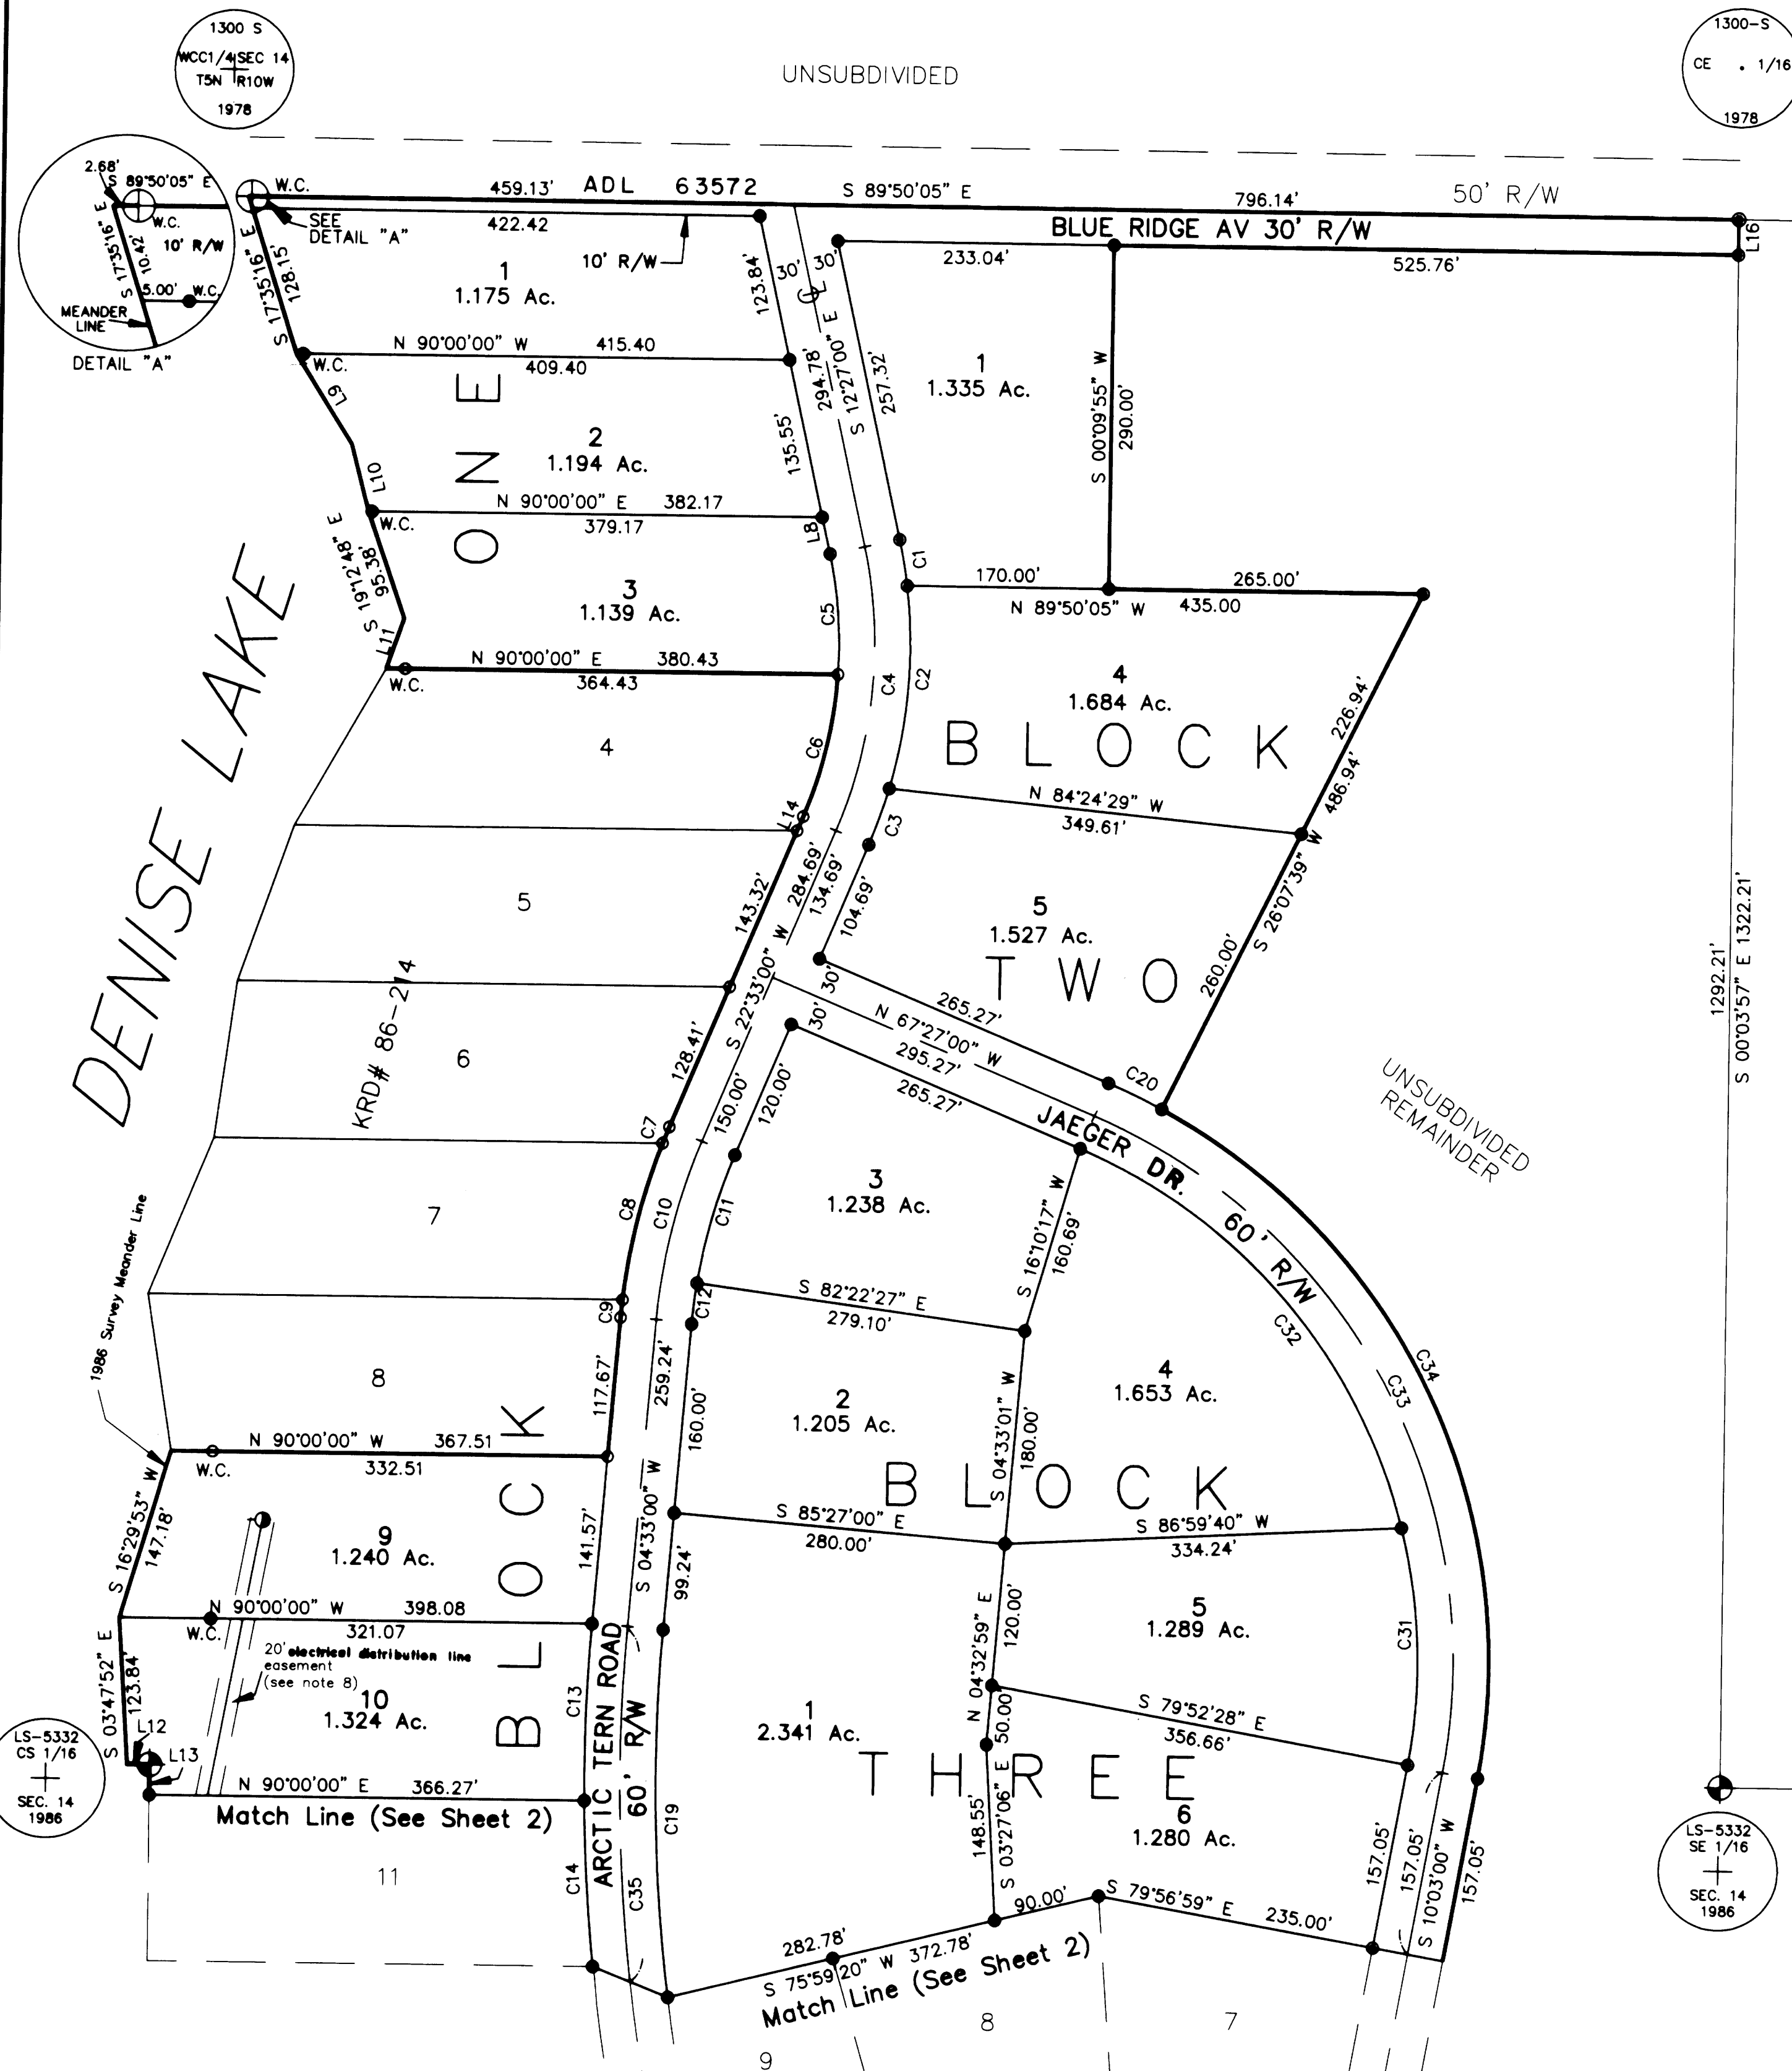 1300 S
WCC1/4 SEC 14
T5N R10W
1978
UNSUBDIVIDED
1300-S
CE . 1/16
1978
2.68'
S 89°50'05" E
W.C.
10' R/W
S 17°35'16" E
10.42'
5.00' W.C.
MEANDER
LINE
DETAIL "A"
W.C.
SEE
DETAIL "A"
459.13' ADL 63572 S 89°50'05" E 796.14' 50' R/W
422.42
BLUE RIDGE AV 30' R/W
L16
10' R/W
233.04'
525.76'
S 17°35'16" E
128.15'
1
1.175 Ac.
123.84'
30' 30'
C L
N 90°00'00" W 415.40
W.C. 409.40
L9
294.78'
S 12°27'00" E
257.32'
1
1.335 Ac.
S 00°09'55" W
290.00'
2
1.194 Ac.
135.55'
L10
N 90°00'00" E 382.17
W.C. 379.17
L8
C1
S 19°12'48" E
95.38'
3
1.139 Ac.
C5
170.00' 265.00'
N 89°50'05" W 435.00
L11
N 90°00'00" E 380.43
W.C. 364.43
C4
C2
4
1.684 Ac.
226.94'
486.94'
BLOCK
4
C6
L14
N 84°24'29" W
349.61'
C3
284.69'
134.69'
104.69'
DENISE LAKE
5
143.32'
5
1.527 Ac.
TWO
S 26°07'39" W
260.00'
1292.21'
S 00°03'57" E 1322.21'
S 22°33'00" W
30'
30'
265.27'
N 67°27'00" W
295.27'
265.27'
C20
KRD# 86-214
6
128.41'
150.00'
120.00'
UNSUBDIVIDED
REMAINDER
JAEGER DR. 60' R/W
C7
3
1.238 Ac.
S 16°10'17" W
160.69'
7
C8
C10
C11
1986 Survey Meander Line
C9
C12
S 82°22'27" E
279.10'
C32
C34
C33
8
117.67'
259.24'
160.00'
2
1.205 Ac.
4
1.653 Ac.
S 04°33'01" W
180.00'
N 90°00'00" W 367.51
W.C. 332.51
BLOCK
S 16°29'53" W
147.18'
S 85°27'00" E
280.00'
S 86°59'40" W
334.24'
9
1.240 Ac.
141.57'
S 04°33'00" W
99.24'
N 04°32'59" E
120.00'
5
1.289 Ac.
C31
N 90°00'00" W 398.08
W.C. 321.07
20' electrical distribution line
easement
(see note 8)
S 03°47'52" E
123.84'
10
1.324 Ac.
L12
L13
C13
BLOCK ONE
ARCTIC TERN ROAD
60' R/W
1
2.341 Ac.
50.00'
S 79°52'28" E
356.66'
THREE
LS-5332
CS 1/16
SEC. 14
1986
N 90°00'00" E 366.27'
Match Line (See Sheet 2)
C19
148.55'
S 03°27'06" E
6
1.280 Ac.
157.05'
157.05'
S 10°03'00" W
157.05'
LS-5332
SE 1/16
SEC. 14
1986
11
C14
C35
90.00'
S 79°56'59" E
235.00'
282.78'
S 75°59'20" W 372.78'
Match Line (See Sheet 2)
8
7
9